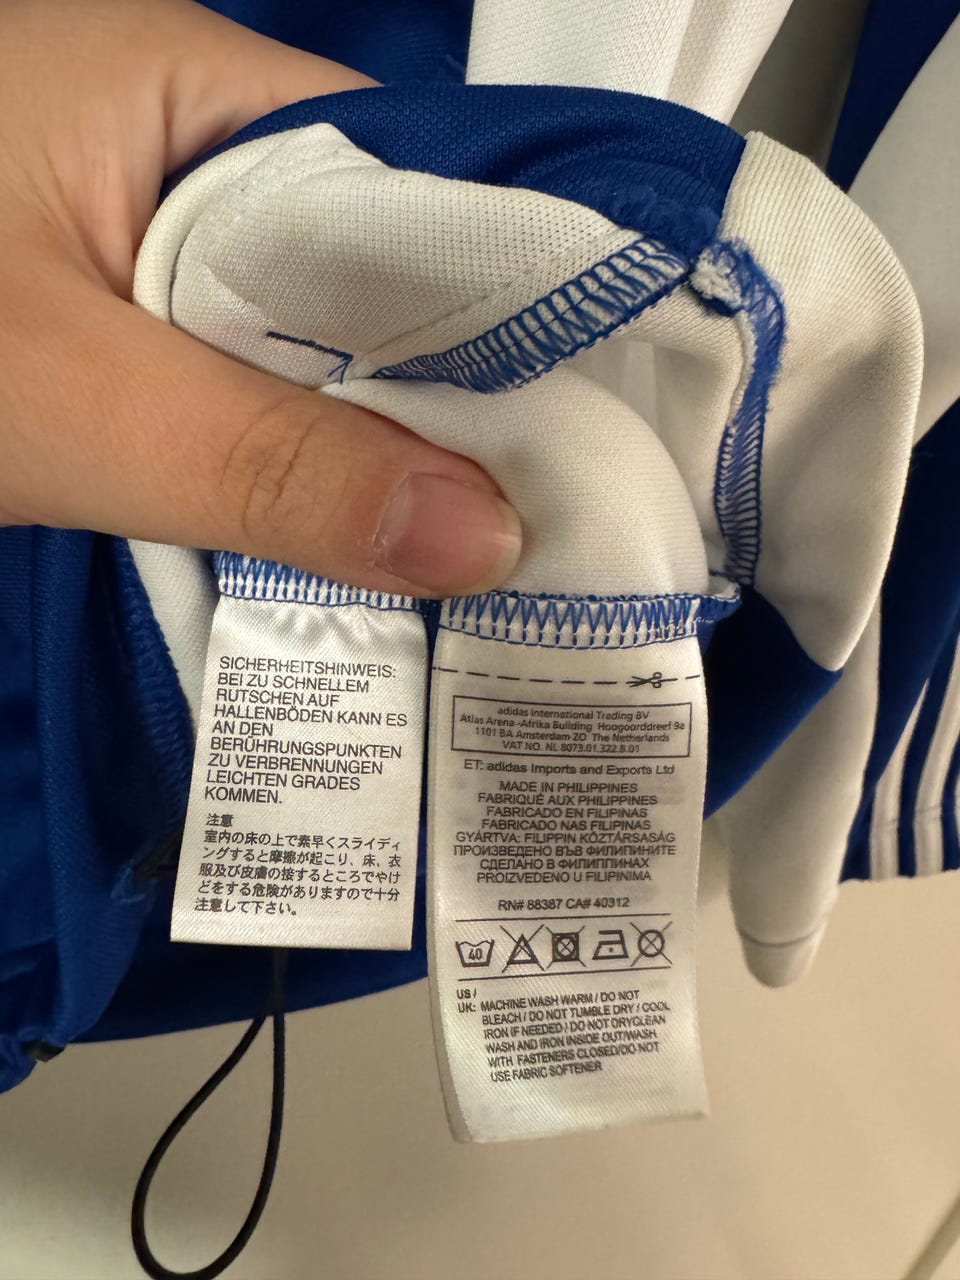 SICHERHEITSHINWEIS:
BEI ZU SCHNELLEM
RUTSCHEN AUF
HALLENBÖDEN KANN ES
AN DEN
BERÜHRUNGSPUNKTEN
ZU VERBRENNUNGEN
LEICHTEN GRADES
KOMMEN.
注意
室内の床の上で素早くスライディ
ングすると摩擦が起こり、床、衣
服及び皮膚の接するところでやけ
どをする危険がありますので十分
注意して下さい。
adidas International Trading BV
Atlas Arena -Afrika Building Hoogoorddreef 9a
1101 BA Amsterdam ZO The Netherlands
VAT NO. NL 8073.01.322.B.01
ET: adidas Imports and Exports Ltd
MADE IN PHILIPPINES
FABRIQUÉ AUX PHILIPPINES
FABRICADO EN FILIPINAS
FABRICADO NAS FILIPINAS
GYÁRTVA: FILIPPIN KÖZTÁRSASÁG
ПРОИЗВЕДЕНО ВЪВ ФИЛИПИНИТЕ
СДЕЛАНО В ФИЛИППИНАХ
PROIZVEDENO U FILIPINIMA
RN# 88387 CA# 40312
40
US /
UK: MACHINE WASH WARM / DO NOT
BLEACH / DO NOT TUMBLE DRY / COOL
IRON IF NEEDED / DO NOT DRYCLEAN
WASH AND IRON INSIDE OUT/WASH
WITH FASTENERS CLOSED/DO NOT
USE FABRIC SOFTENER